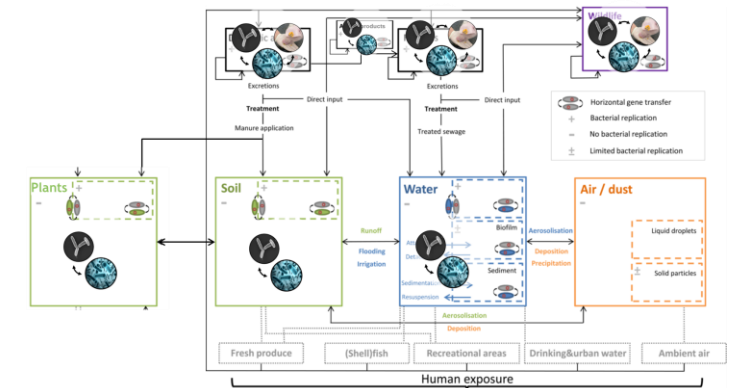 products
Wildlife
Excretions
Excretions
Treatment
Direct input
Treatment
Direct input
Manure application
Treated sewage
Horizontal gene transfer
+ Bacterial replication
- No bacterial replication
± Limited bacterial replication
Plants
+
-
Soil
+
-
Water
+
-
Air / dust
-
Runoff
Flooding
Irrigation
±
Biofilm
Aerosolisation
Deposition
Precipitation
Liquid droplets
Sediment
±
Solid particles
Resuspension
Aerosolisation
Deposition
Fresh produce
(Shell)fish
Recreational areas
Drinking&urban water
Ambient air
Human exposure